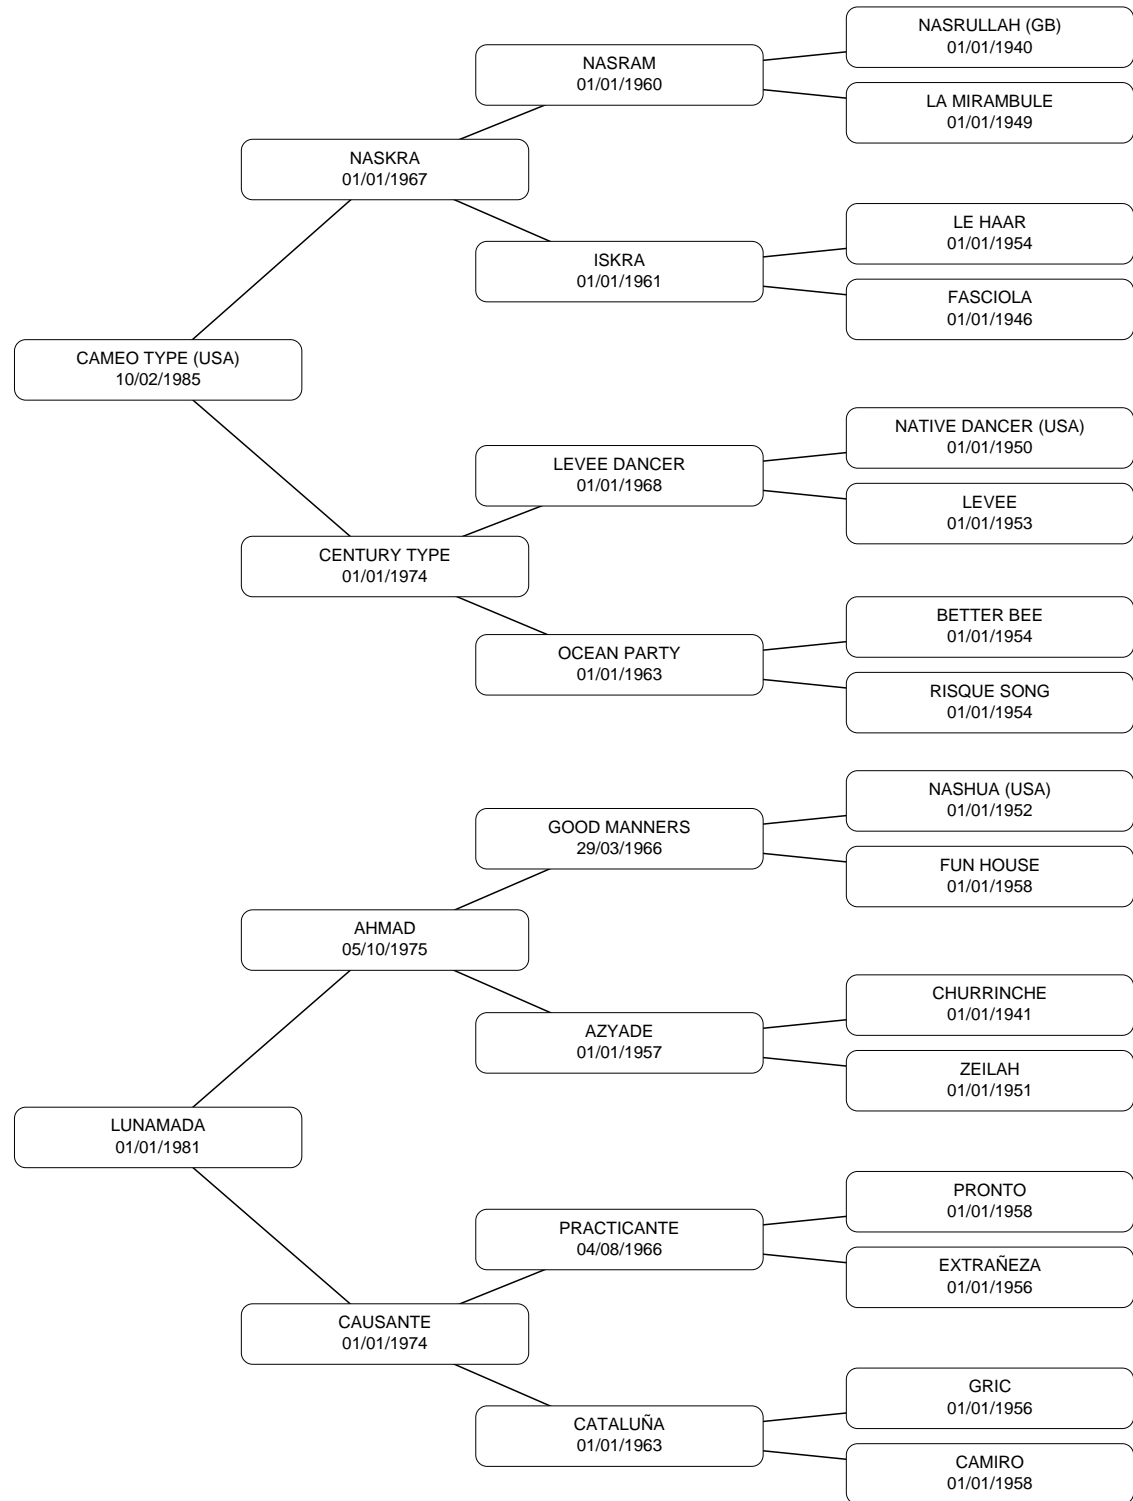 NASRULLAH (GB)
01/01/1940
NASRAM
01/01/1960
LA MIRAMBULE
01/01/1949
NASKRA
01/01/1967
LE HAAR
01/01/1954
ISKRA
01/01/1961
FASCIOLA
01/01/1946
CAMEO TYPE (USA)
10/02/1985
NATIVE DANCER (USA)
01/01/1950
LEVEE DANCER
01/01/1968
LEVEE
01/01/1953
CENTURY TYPE
01/01/1974
BETTER BEE
01/01/1954
OCEAN PARTY
01/01/1963
RISQUE SONG
01/01/1954
NASHUA (USA)
01/01/1952
GOOD MANNERS
29/03/1966
FUN HOUSE
01/01/1958
AHMAD
05/10/1975
CHURRINCHE
01/01/1941
AZYADE
01/01/1957
ZEILAH
01/01/1951
LUNAMADA
01/01/1981
PRONTO
01/01/1958
PRACTICANTE
04/08/1966
EXTRAÑEZA
01/01/1956
CAUSANTE
01/01/1974
GRIC
01/01/1956
CATALUÑA
01/01/1963
CAMIRO
01/01/1958